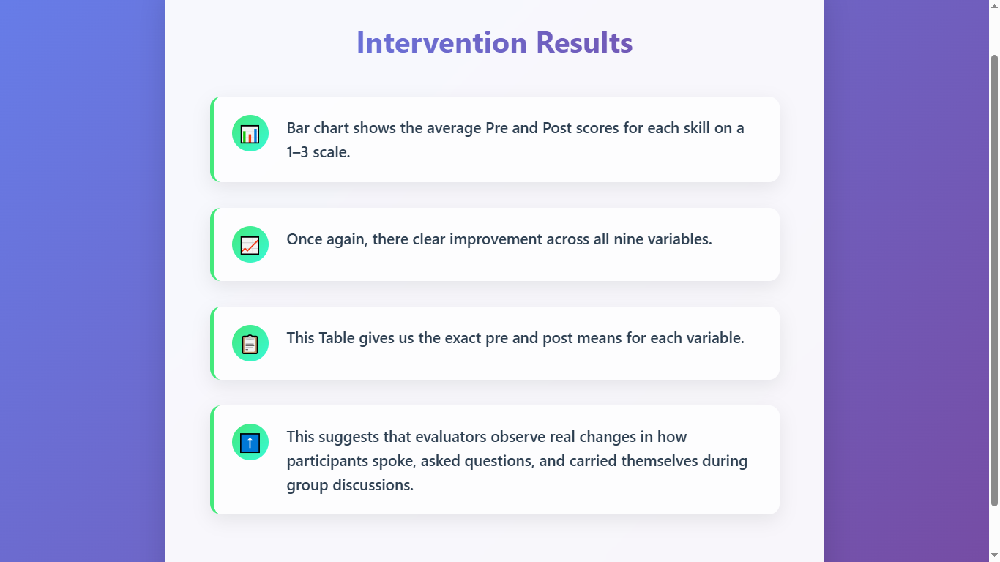 Intervention Results
Bar chart shows the average Pre and Post scores for each skill on a
1–3 scale.
Once again, there clear improvement across all nine variables.
This Table gives us the exact pre and post means for each variable.
This suggests that evaluators observe real changes in how
participants spoke, asked questions, and carried themselves during
group discussions.